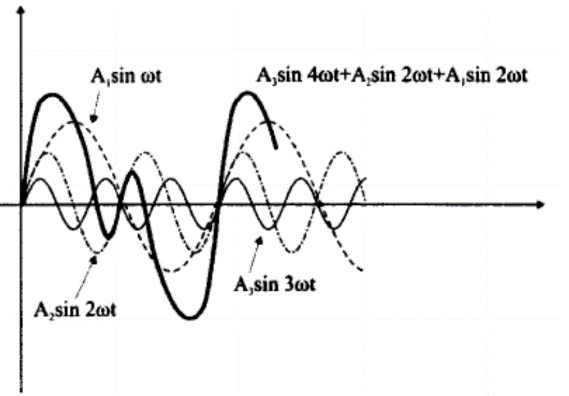 A₁sin ωt
A₃sin 4ωt+A₂sin 2ωt+A₁sin 2ωt
A₃sin 3ωt
A₂sin 2ωt